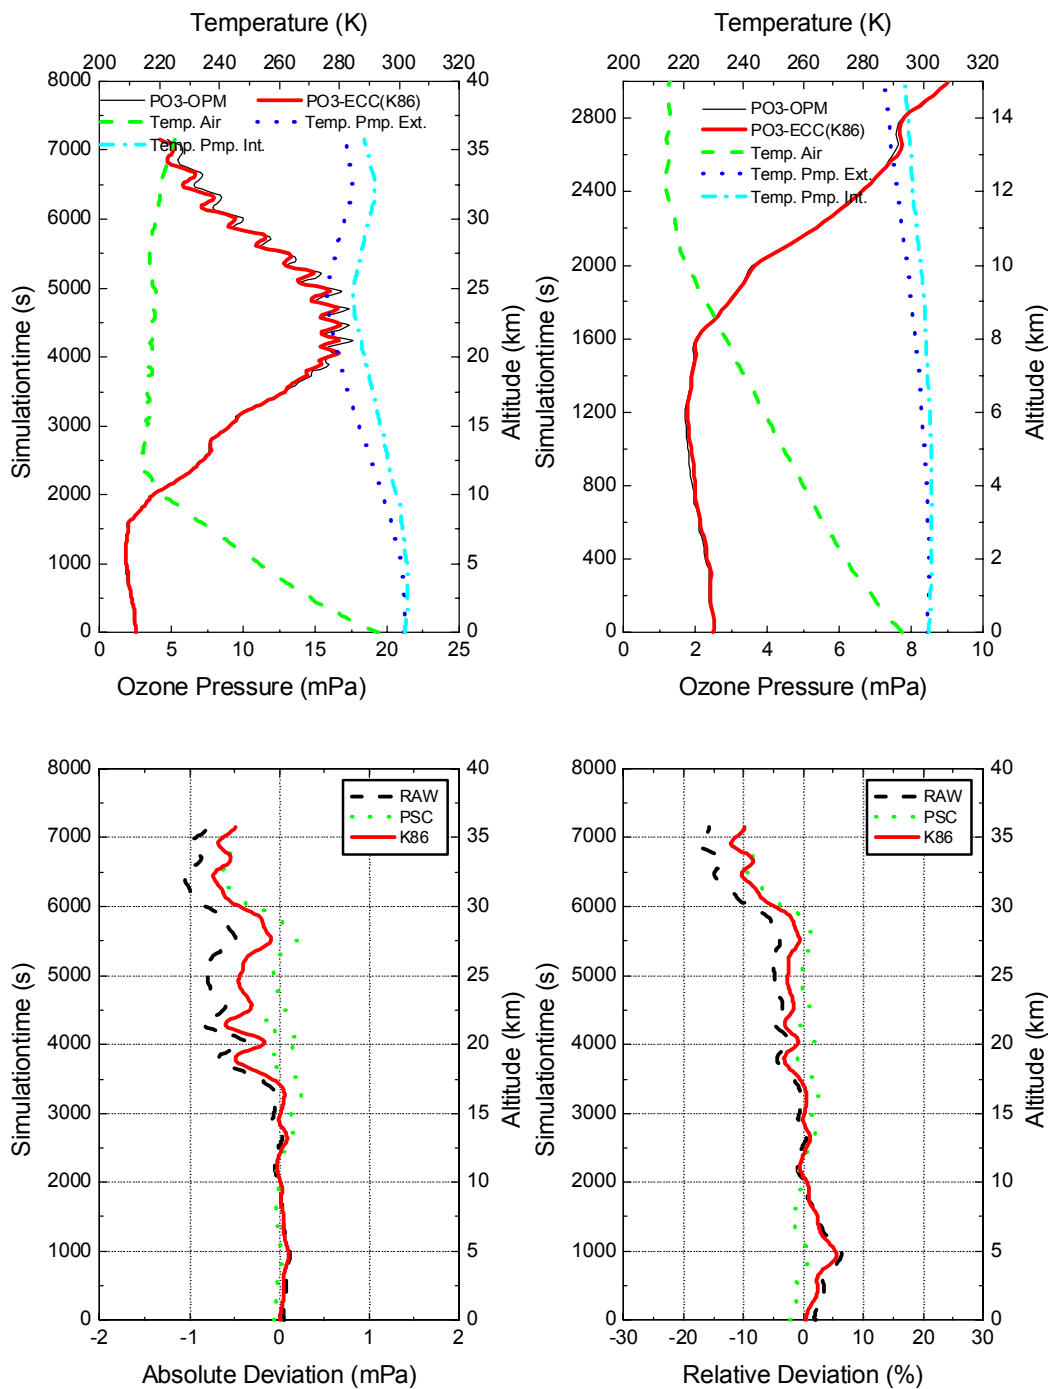 Temperature (K)
200 220 240 260 280 300 320
8000 7000 6000 5000 4000 3000 2000 1000 0
Simulationtime (s)
PO3-OPM PO3-ECC(K86)
Temp. Air Temp. Pmp. Ext.
Temp. Pmp. Int.
40 35 30 25 20 15 10 5 0
Altitude (km)
0 5 10 15 20 25
Ozone Pressure (mPa)
Temperature (K)
200 220 240 260 280 300 320
2800 2400 2000 1600 1200 800 400 0
Simulationtime (s)
PO3-OPM
PO3-ECC(K86)
Temp. Air
Temp. Pmp. Ext.
Temp. Pmp. Int.
14 12 10 8 6 4 2 0
Altitude (km)
0 2 4 6 8 10
Ozone Pressure (mPa)
8000 7000 6000 5000 4000 3000 2000 1000 0
Simulationtime (s)
RAW
PSC
K86
40 35 30 25 20 15 10 5 0
Altitude (km)
-2 -1 0 1 2
Absolute Deviation (mPa)
8000 7000 6000 5000 4000 3000 2000 1000 0
Simulationtime (s)
RAW
PSC
K86
40 35 30 25 20 15 10 5 0
Altitude (km)
-30 -20 -10 0 10 20 30
Relative Deviation (%)